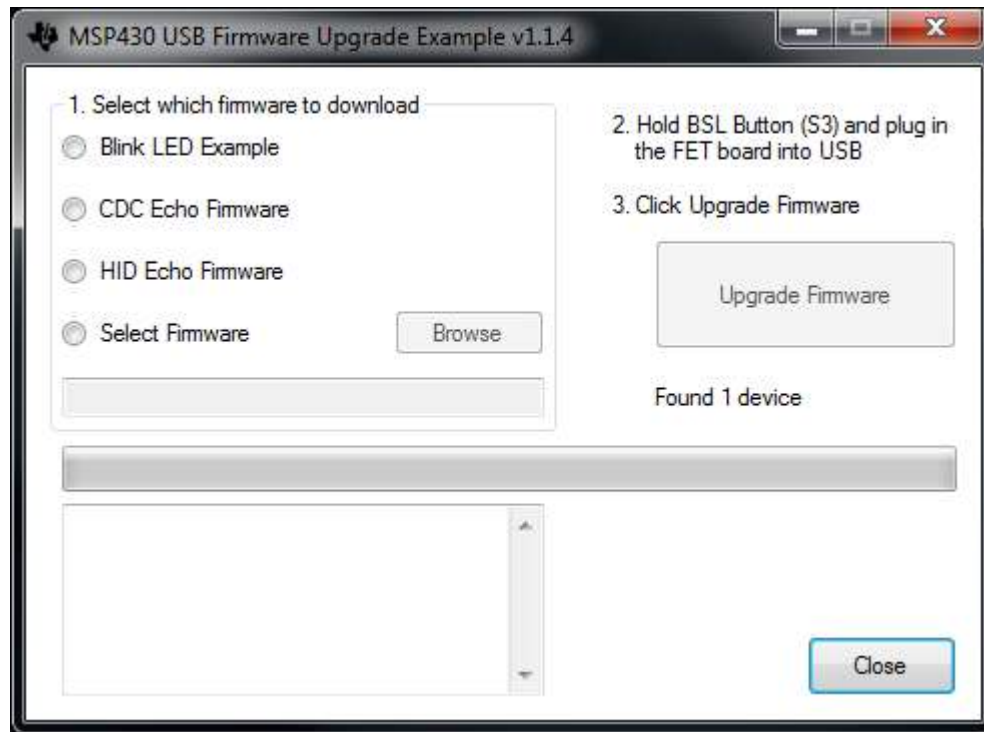 MSP430 USB Firmware Upgrade Example v1.1.4
1. Select which firmware to download
Blink LED Example
CDC Echo Firmware
HID Echo Firmware
Select Firmware
Browse
2. Hold BSL Button (S3) and plug in
the FET board into USB
3. Click Upgrade Firmware
Upgrade Firmware
Found 1 device
Close